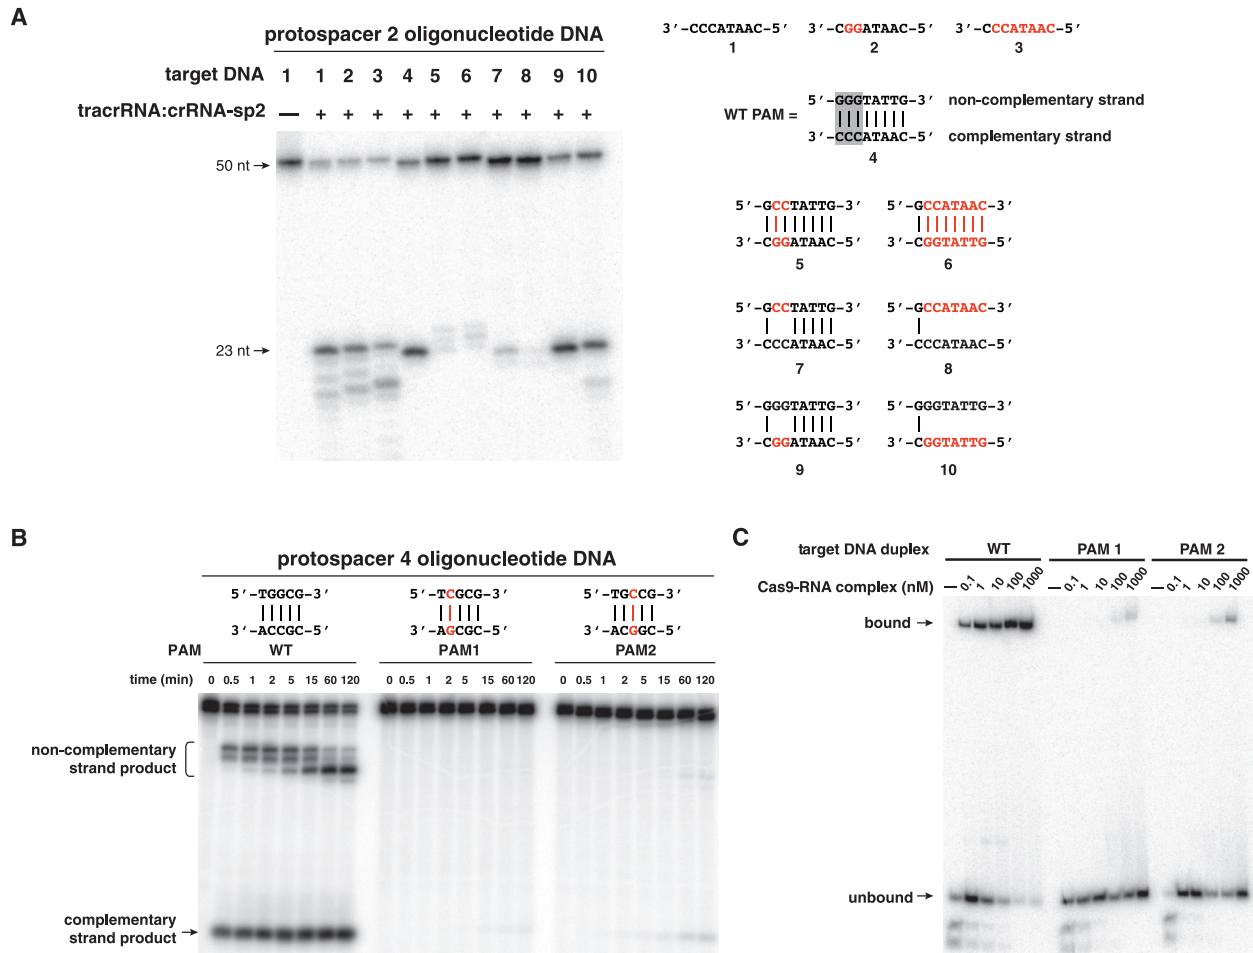 A
protospacer 2 oligonucleotide DNA
target DNA 1 1 2 3 4 5 6 7 8 9 10
tracrRNA:crRNA-sp2 — + + + + + + + + + +
50 nt →
23 nt →
3′-CCCATAAC-5′ 3′-CGGATAAC-5′ 3′-CCCATAAC-5′
1 2 3
5′-GGGTATTG-3′ non-complementary strand
WT PAM =
3′-CCCATAAC-5′ complementary strand
4
5′-GCCTATTG-3′ 5′-GCCATAAC-3′
3′-CGGATAAC-5′ 3′-CGGTATTG-5′
5 6
5′-GCCTATTG-3′ 5′-GCCATAAC-3′
3′-CCCATAAC-5′ 3′-CCCATAAC-5′
7 8
5′-GGGTATTG-3′ 5′-GGGTATTG-3′
3′-CGGATAAC-5′ 3′-CGGTATTG-5′
9 10
B
protospacer 4 oligonucleotide DNA
5′-TGGCG-3′ 5′-TCGCG-3′ 5′-TGCCG-3′
3′-ACCGC-5′ 3′-AGCGC-5′ 3′-ACGGC-5′
PAM WT PAM1 PAM2
time (min) 0 0.5 1 2 5 15 60 120 0 0.5 1 2 5 15 60 120 0 0.5 1 2 5 15 60 120
non-complementary
strand product
complementary
strand product →
C
target DNA duplex WT PAM 1 PAM 2
Cas9-RNA complex (nM) — 0.1 1 10 100 1000 — 0.1 1 10 100 1000 — 0.1 1 10 100 1000
bound →
unbound →